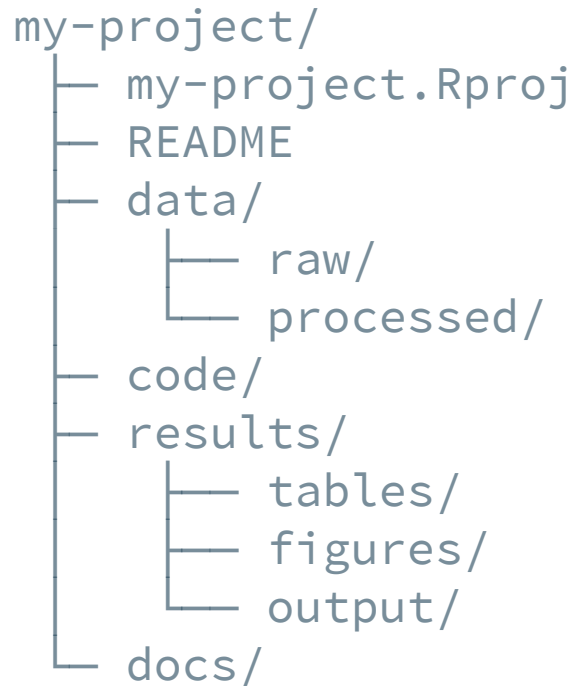 my-project/
my-project.Rproj
README
data/
raw/
processed/
code/
results/
tables/
figures/
output/
docs/